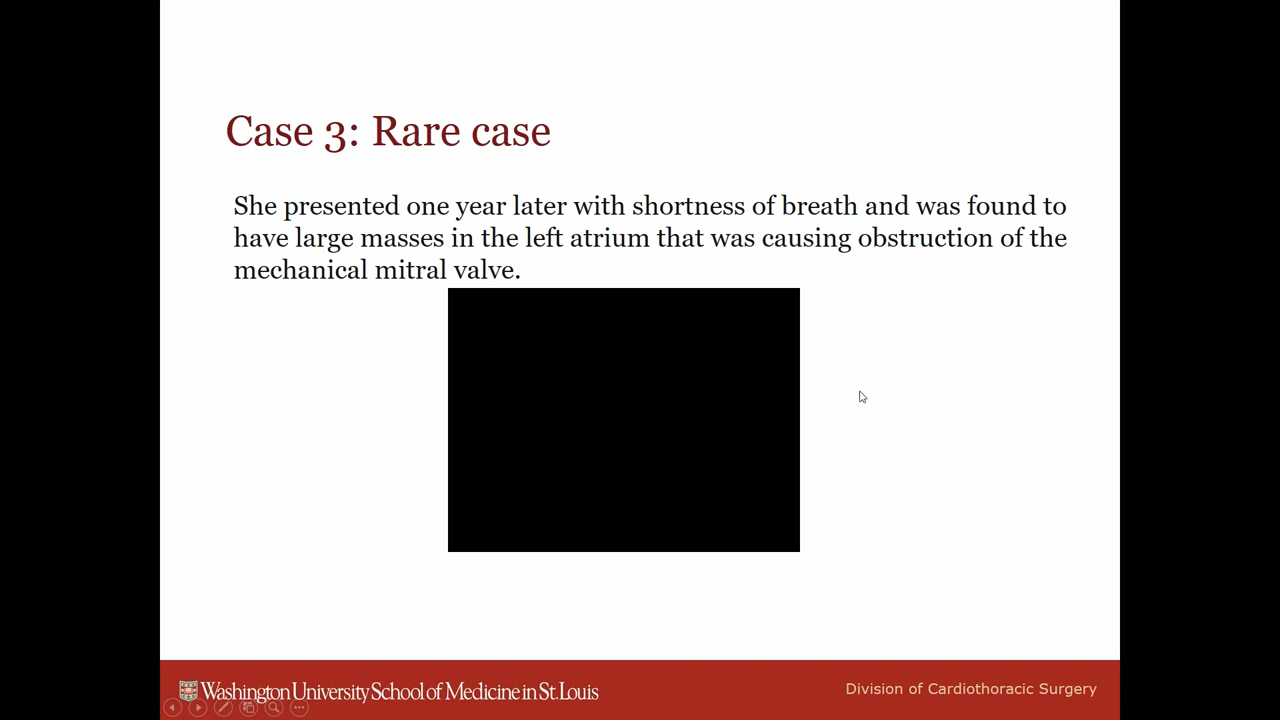 Case 3: Rare case
She presented one year later with shortness of breath and was found to
have large masses in the left atrium that was causing obstruction of the
mechanical mitral valve.
Washington University School of Medicine in St. Louis
Division of Cardiothoracic Surgery